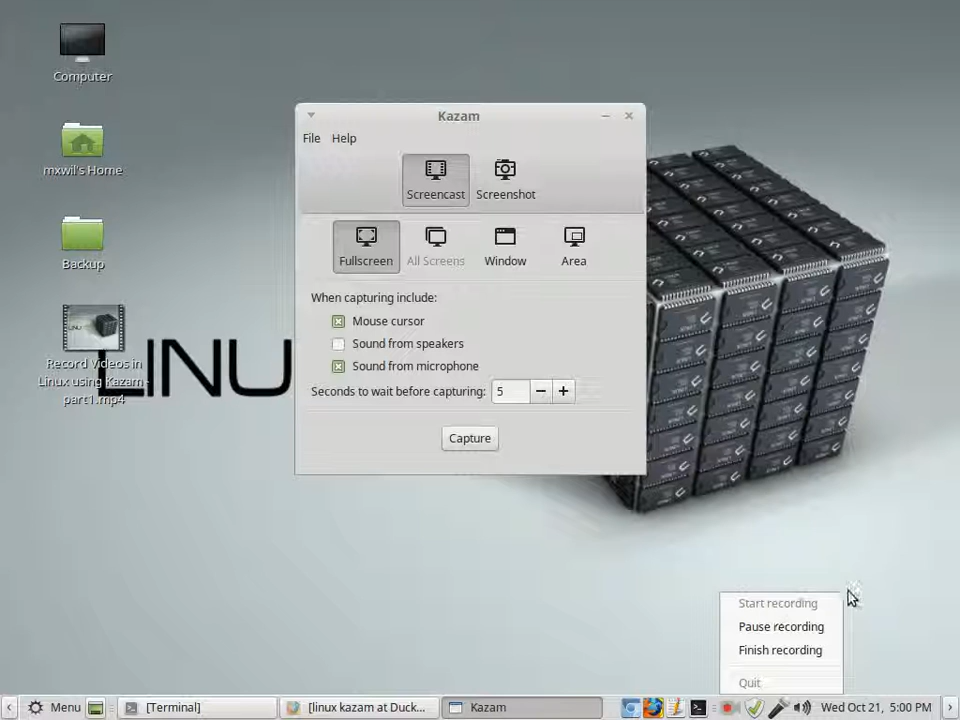 Computer
mxwil's Home
Backup
Record Videos in
Linux using Kazam -
part1.mp4
LINU
Kazam
File Help
Screencast Screenshot
Fullscreen All Screens Window Area
When capturing include:
Mouse cursor
Sound from speakers
Sound from microphone
Seconds to wait before capturing: 5
Capture
Start recording
Pause recording
Finish recording
Quit
Menu [Terminal] [linux kazam at Duck... Kazam Wed Oct 21, 5:00 PM